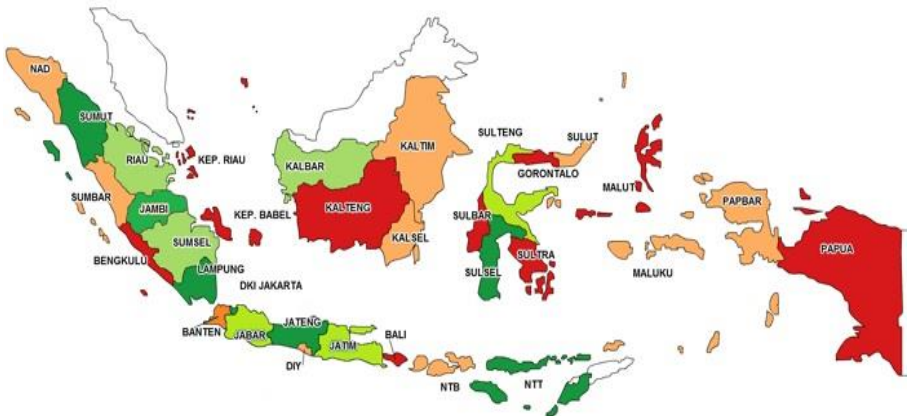 NAD
SUMUT
RIAU
KEP. RIAU
SUMBAR
JAMBI
KEP. BABEL
SUMSEL
BENGKULU
LAMPUNG
DKI JAKARTA
BANTEN
JABAR
JATENG
DIY
JATIM
BALI
NTB
NTT
KALBAR
KALTIM
KALTENG
KALSEL
SULTENG
SULUT
GORONTALO
SULBAR
SULSEL
SULTRA
MALUT
MALUKU
PAPBAR
PAPUA